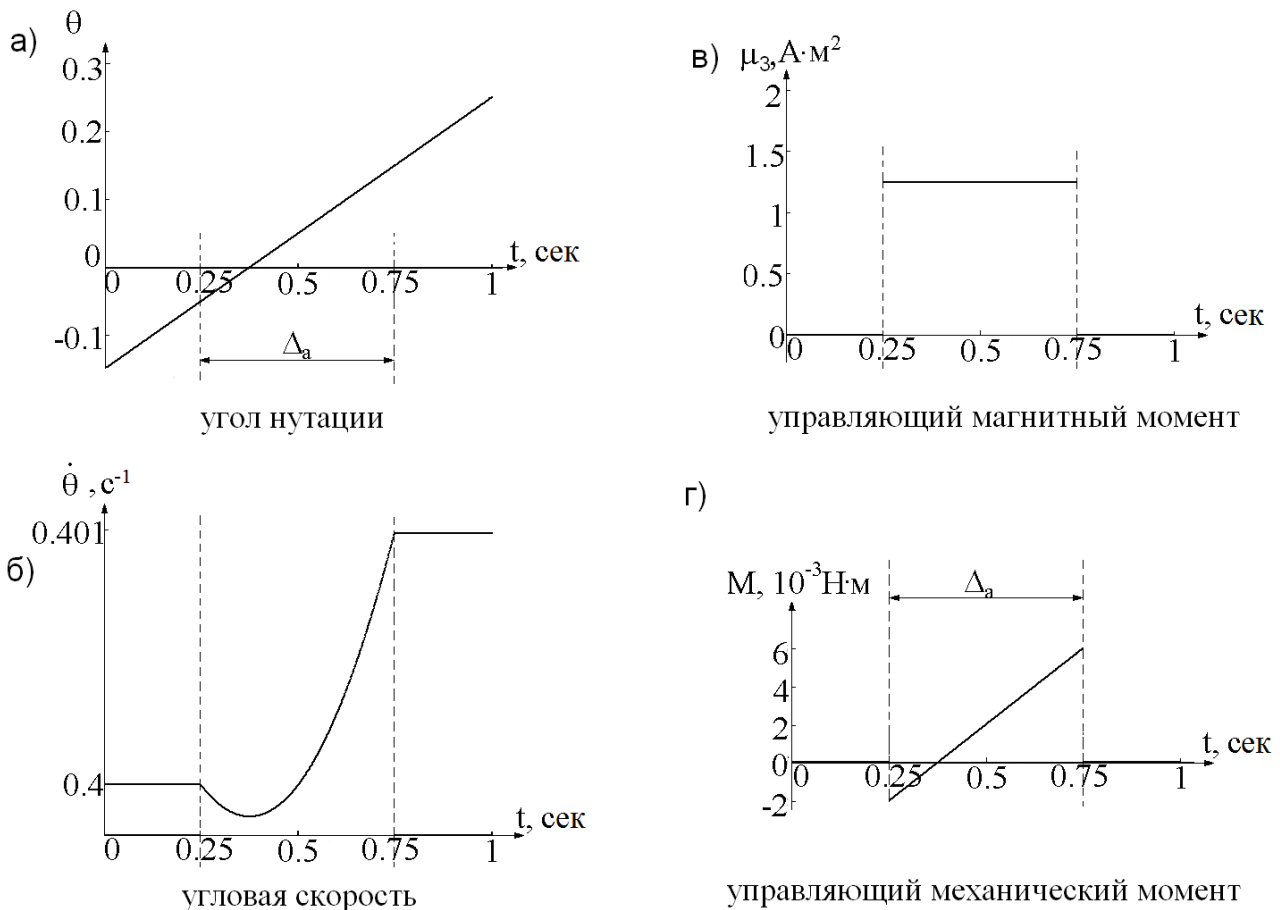 а)
θ
0.3
0.2
0.1
0
-0.1
0 0.25 0.5 0.75 1
t, сек
Δа
угол нутации
б)
θ̇ , с-1
0.401
0.4
0 0.25 0.5 0.75 1
t, сек
угловая скорость
в)
μ3, А·м2
2
1.5
1
0.5
0
0 0.25 0.5 0.75 1
t, сек
управляющий магнитный момент
г)
М, 10-3Н·м
Δа
6
4
2
0
-2
0 0.25 0.5 0.75 1
t, сек
управляющий механический момент